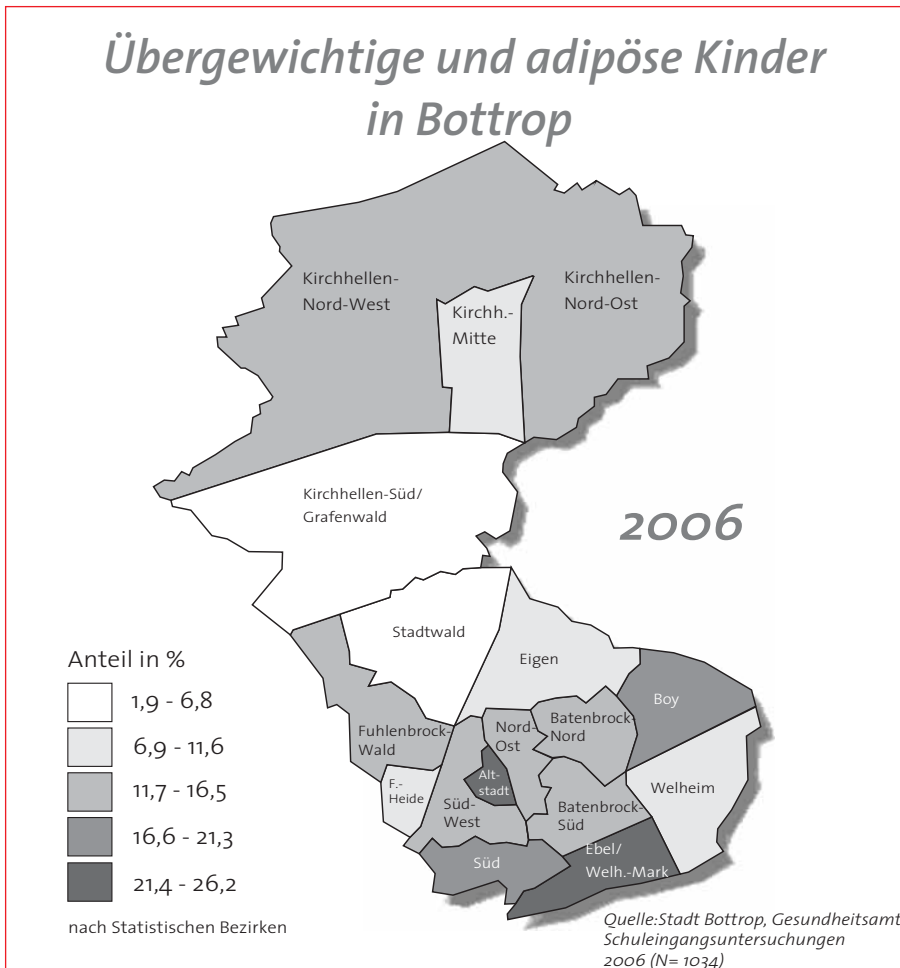 Übergewichtige und adipöse Kinder
in Bottrop
Kirchhellen-
Nord-West
Kirchhellen-
Nord-Ost
Kirchh.-
Mitte
Kirchhellen-Süd/
Grafenwald
2006
Stadtwald
Eigen
Boy
Fuhlenbrock-
Wald
Nord-
Ost
Batenbrock-
Nord
Alt-
stadt
F.-
Heide
Süd-
West
Batenbrock-
Süd
Welheim
Süd
Ebel/
Welh.-Mark
Anteil in %
1,9 - 6,8
6,9 - 11,6
11,7 - 16,5
16,6 - 21,3
21,4 - 26,2
nach Statistischen Bezirken
Quelle:Stadt Bottrop, Gesundheitsamt
Schuleingangsuntersuchungen
2006 (N= 1034)